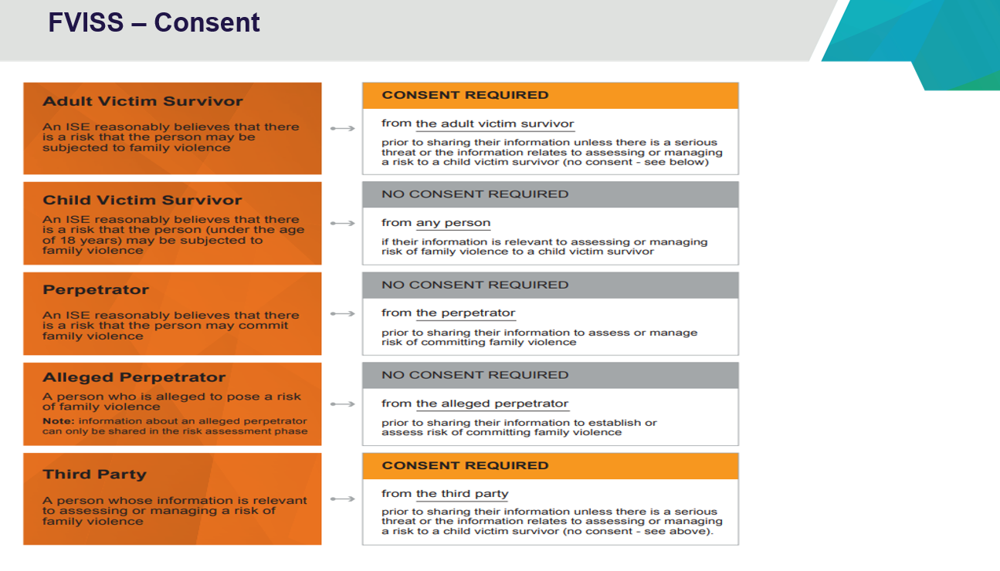 FVISS – Consent
Adult Victim Survivor
An ISE reasonably believes that there
is a risk that the person may be
subjected to family violence
CONSENT REQUIRED
from the adult victim survivor
prior to sharing their information unless there is a serious
threat or the information relates to assessing or managing
a risk to a child victim survivor (no consent - see below)
Child Victim Survivor
An ISE reasonably believes that there
is a risk that the person (under the age
of 18 years) may be subjected to
family violence
NO CONSENT REQUIRED
from any person
if their information is relevant to assessing or managing
risk of family violence to a child victim survivor
Perpetrator
An ISE reasonably believes that there
is a risk that the person may commit
family violence
NO CONSENT REQUIRED
from the perpetrator
prior to sharing their information to assess or manage
risk of committing family violence
Alleged Perpetrator
A person who is alleged to pose a risk
of family violence
Note: information about an alleged perpetrator
can only be shared in the risk assessment phase
NO CONSENT REQUIRED
from the alleged perpetrator
prior to sharing their information to establish or
assess risk of committing family violence
Third Party
A person whose information is relevant
to assessing or managing a risk of
family violence
CONSENT REQUIRED
from the third party
prior to sharing their information unless there is a serious
threat or the information relates to assessing or managing
a risk to a child victim survivor (no consent - see above).